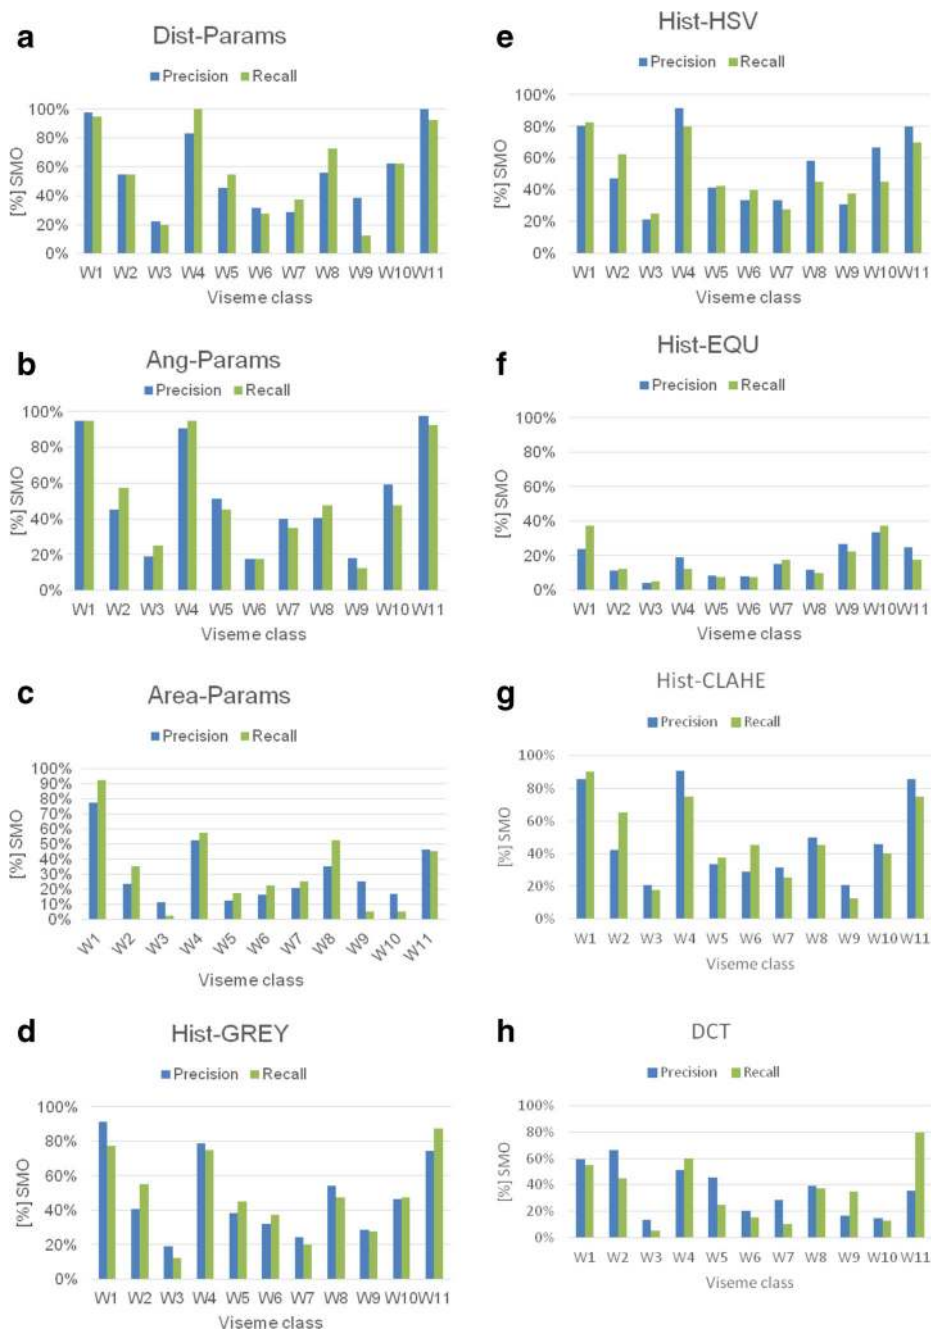 a
Dist-Params
Precision Recall
[%] SMO
100%
80%
60%
40%
20%
0%
W1 W2 W3 W4 W5 W6 W7 W8 W9 W10 W11
Viseme class
b
Ang-Params
Precision Recall
[%] SMO
100%
80%
60%
40%
20%
0%
W1 W2 W3 W4 W5 W6 W7 W8 W9 W10 W11
Viseme class
c
Area-Params
Precision Recall
[%] SMO
100%
90%
80%
70%
60%
50%
40%
30%
20%
10%
0%
W1 W2 W3 W4 W5 W6 W7 W8 W9 W10 W11
Viseme class
d
Hist-GREY
Precision Recall
[%] SMO
100%
80%
60%
40%
20%
0%
W1 W2 W3 W4 W5 W6 W7 W8 W9 W10 W11
Viseme class
e
Hist-HSV
Precision Recall
[%] SMO
100%
80%
60%
40%
20%
0%
W1 W2 W3 W4 W5 W6 W7 W8 W9 W10 W11
Viseme class
f
Hist-EQU
Precision Recall
[%] SMO
100%
80%
60%
40%
20%
0%
W1 W2 W3 W4 W5 W6 W7 W8 W9 W10 W11
Viseme class
g
Hist-CLAHE
Precision Recall
[%] SMO
100%
80%
60%
40%
20%
0%
W1 W2 W3 W4 W5 W6 W7 W8 W9 W10 W11
Viseme class
h
DCT
Precision Recall
[%] SMO
100%
80%
60%
40%
20%
0%
W1 W2 W3 W4 W5 W6 W7 W8 W9 W10 W11
Viseme class